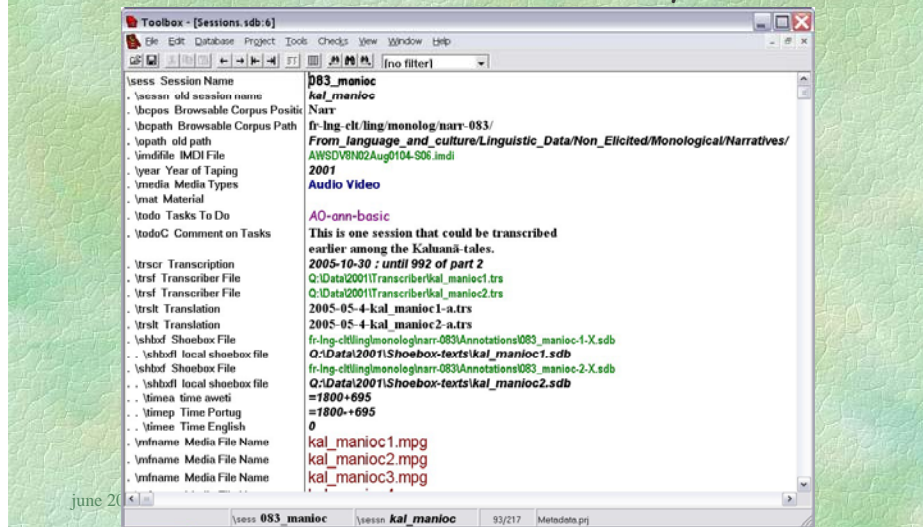 Toolbox - [Sessions.sdb:6]
File Edit Database Project Tools Checks View Window Help
[no filter]
\sess Session Name 083_manioc
. \sessn old session name kal_manioc
. \bcpos Browsable Corpus Positic Narr
. \bcpath Browsable Corpus Path fr-lng-clt/ling/monolog/narr-083/
. \opath old path From_language_and_culture/Linguistic_Data/Non_Elicited/Monological/Narratives/
. \imdifile IMDI File AWSDV8N02Aug0104-S06.imdi
. \year Year of Taping 2001
. \media Media Types Audio Video
. \mat Material
. \todo Tasks To Do A0-ann-basic
. \todoC Comment on Tasks This is one session that could be transcribed
earlier among the Kaluanã-tales.
. \trscr Transcription 2005-10-30 : until 992 of part 2
. \trsf Transcriber File Q:\Data\2001\Transcriber\kal_manioc1.trs
. \trsf Transcriber File Q:\Data\2001\Transcriber\kal_manioc2.trs
. \trslt Translation 2005-05-4-kal_manioc1-a.trs
. \trslt Translation 2005-05-4-kal_manioc2-a.trs
. \shbxf Shoebox File fr-lng-clt\ling\monolog\narr-083\Annotations\083_manioc-1-X.sdb
. . \shbxfl local shoebox file Q:\Data\2001\Shoebox-texts\kal_manioc1.sdb
. \shbxf Shoebox File fr-lng-clt\ling\monolog\narr-083\Annotations\083_manioc-2-X.sdb
. . \shbxfl local shoebox file Q:\Data\2001\Shoebox-texts\kal_manioc2.sdb
. . \timea time aweti =1800+695
. . \timep Time Portug =1800-+695
. . \timee Time English 0
. \mfname Media File Name kal_manioc1.mpg
. \mfname Media File Name kal_manioc2.mpg
. \mfname Media File Name kal_manioc3.mpg
june 20
\sess 083_manioc \sessn kal_manioc 93/217 Metadata.prj